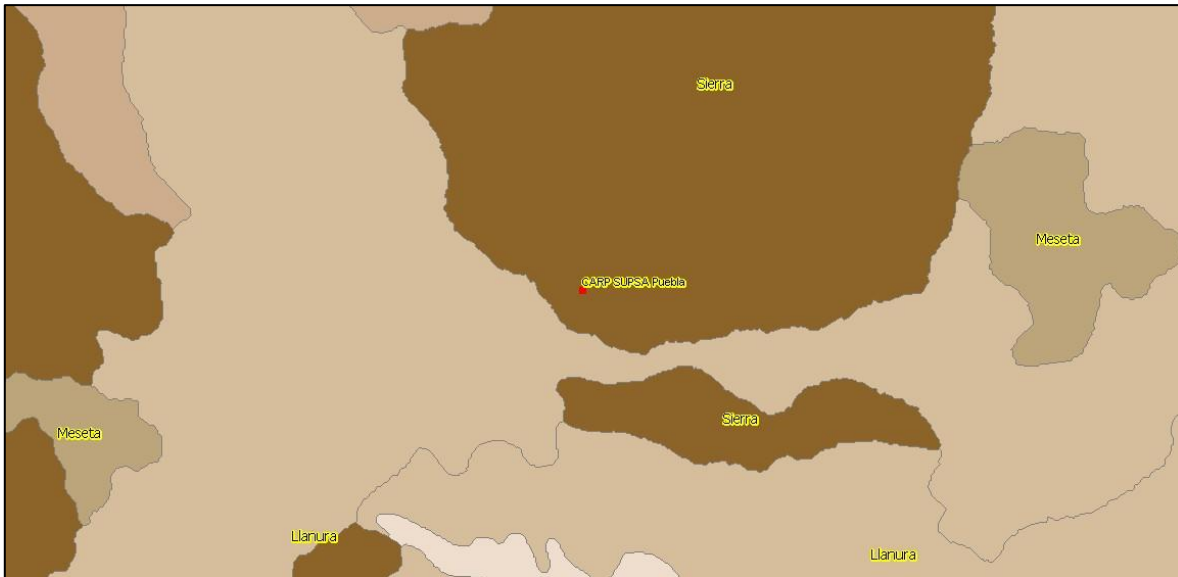 Sierra
Meseta
CARP SUPSA Puebla
Sierra
Meseta
Llanura
Llanura